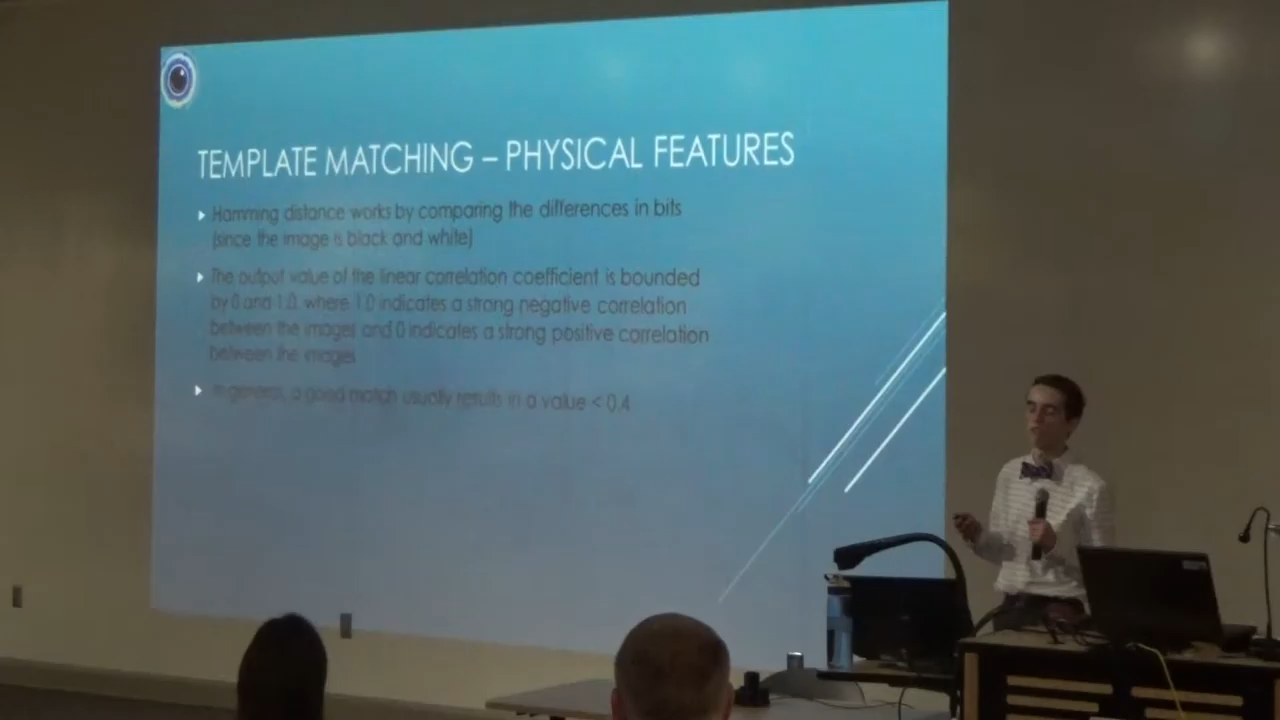 TEMPLATE MATCHING – PHYSICAL FEATURES
Hamming distance works by comparing the differences in bits
(since the image is black and white)
The output value of the linear correlation coefficient is bounded
by 0 and 1.0, where 1.0 indicates a strong negative correlation
between the images and 0 indicates a strong positive correlation
between the images
In general, a good match usually results in a value < 0.4